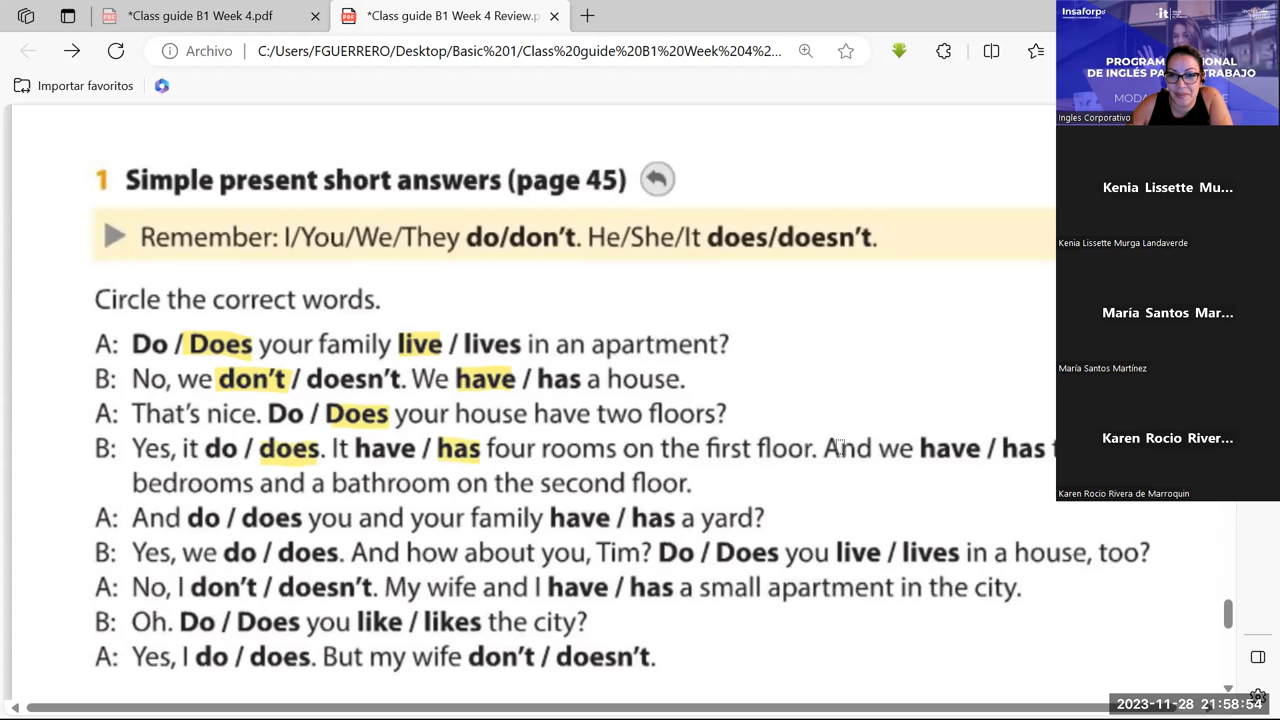 *Class guide B1 Week 4.pdf
*Class guide B1 Week 4 Review.p
Archivo
C:/Users/FGUERRERO/Desktop/Basic%201/Class%20guide%20B1%20Week%204%2...
Importar favoritos
1 Simple present short answers (page 45)
Remember: I/You/We/They do/don't. He/She/It does/doesn't.
Circle the correct words.
A: Do / Does your family live / lives in an apartment?
B: No, we don't / doesn't. We have / has a house.
A: That's nice. Do / Does your house have two floors?
B: Yes, it do / does. It have / has four rooms on the first floor. And we have / has
bedrooms and a bathroom on the second floor.
A: And do / does you and your family have / has a yard?
B: Yes, we do / does. And how about you, Tim? Do / Does you live / lives in a house, too?
A: No, I don't / doesn't. My wife and I have / has a small apartment in the city.
B: Oh. Do / Does you like / likes the city?
A: Yes, I do / does. But my wife don't / doesn't.
Insaforp
it
DE INGLÉS PA TRABAJO
Ingles Corporativo
Kenia Lissette Mu...
Kenia Lissette Murga Landaverde
María Santos Mar...
María Santos Martínez
Karen Rocio River...
Karen Rocio Rivera de Marroquin
2023-11-28 21:58:54